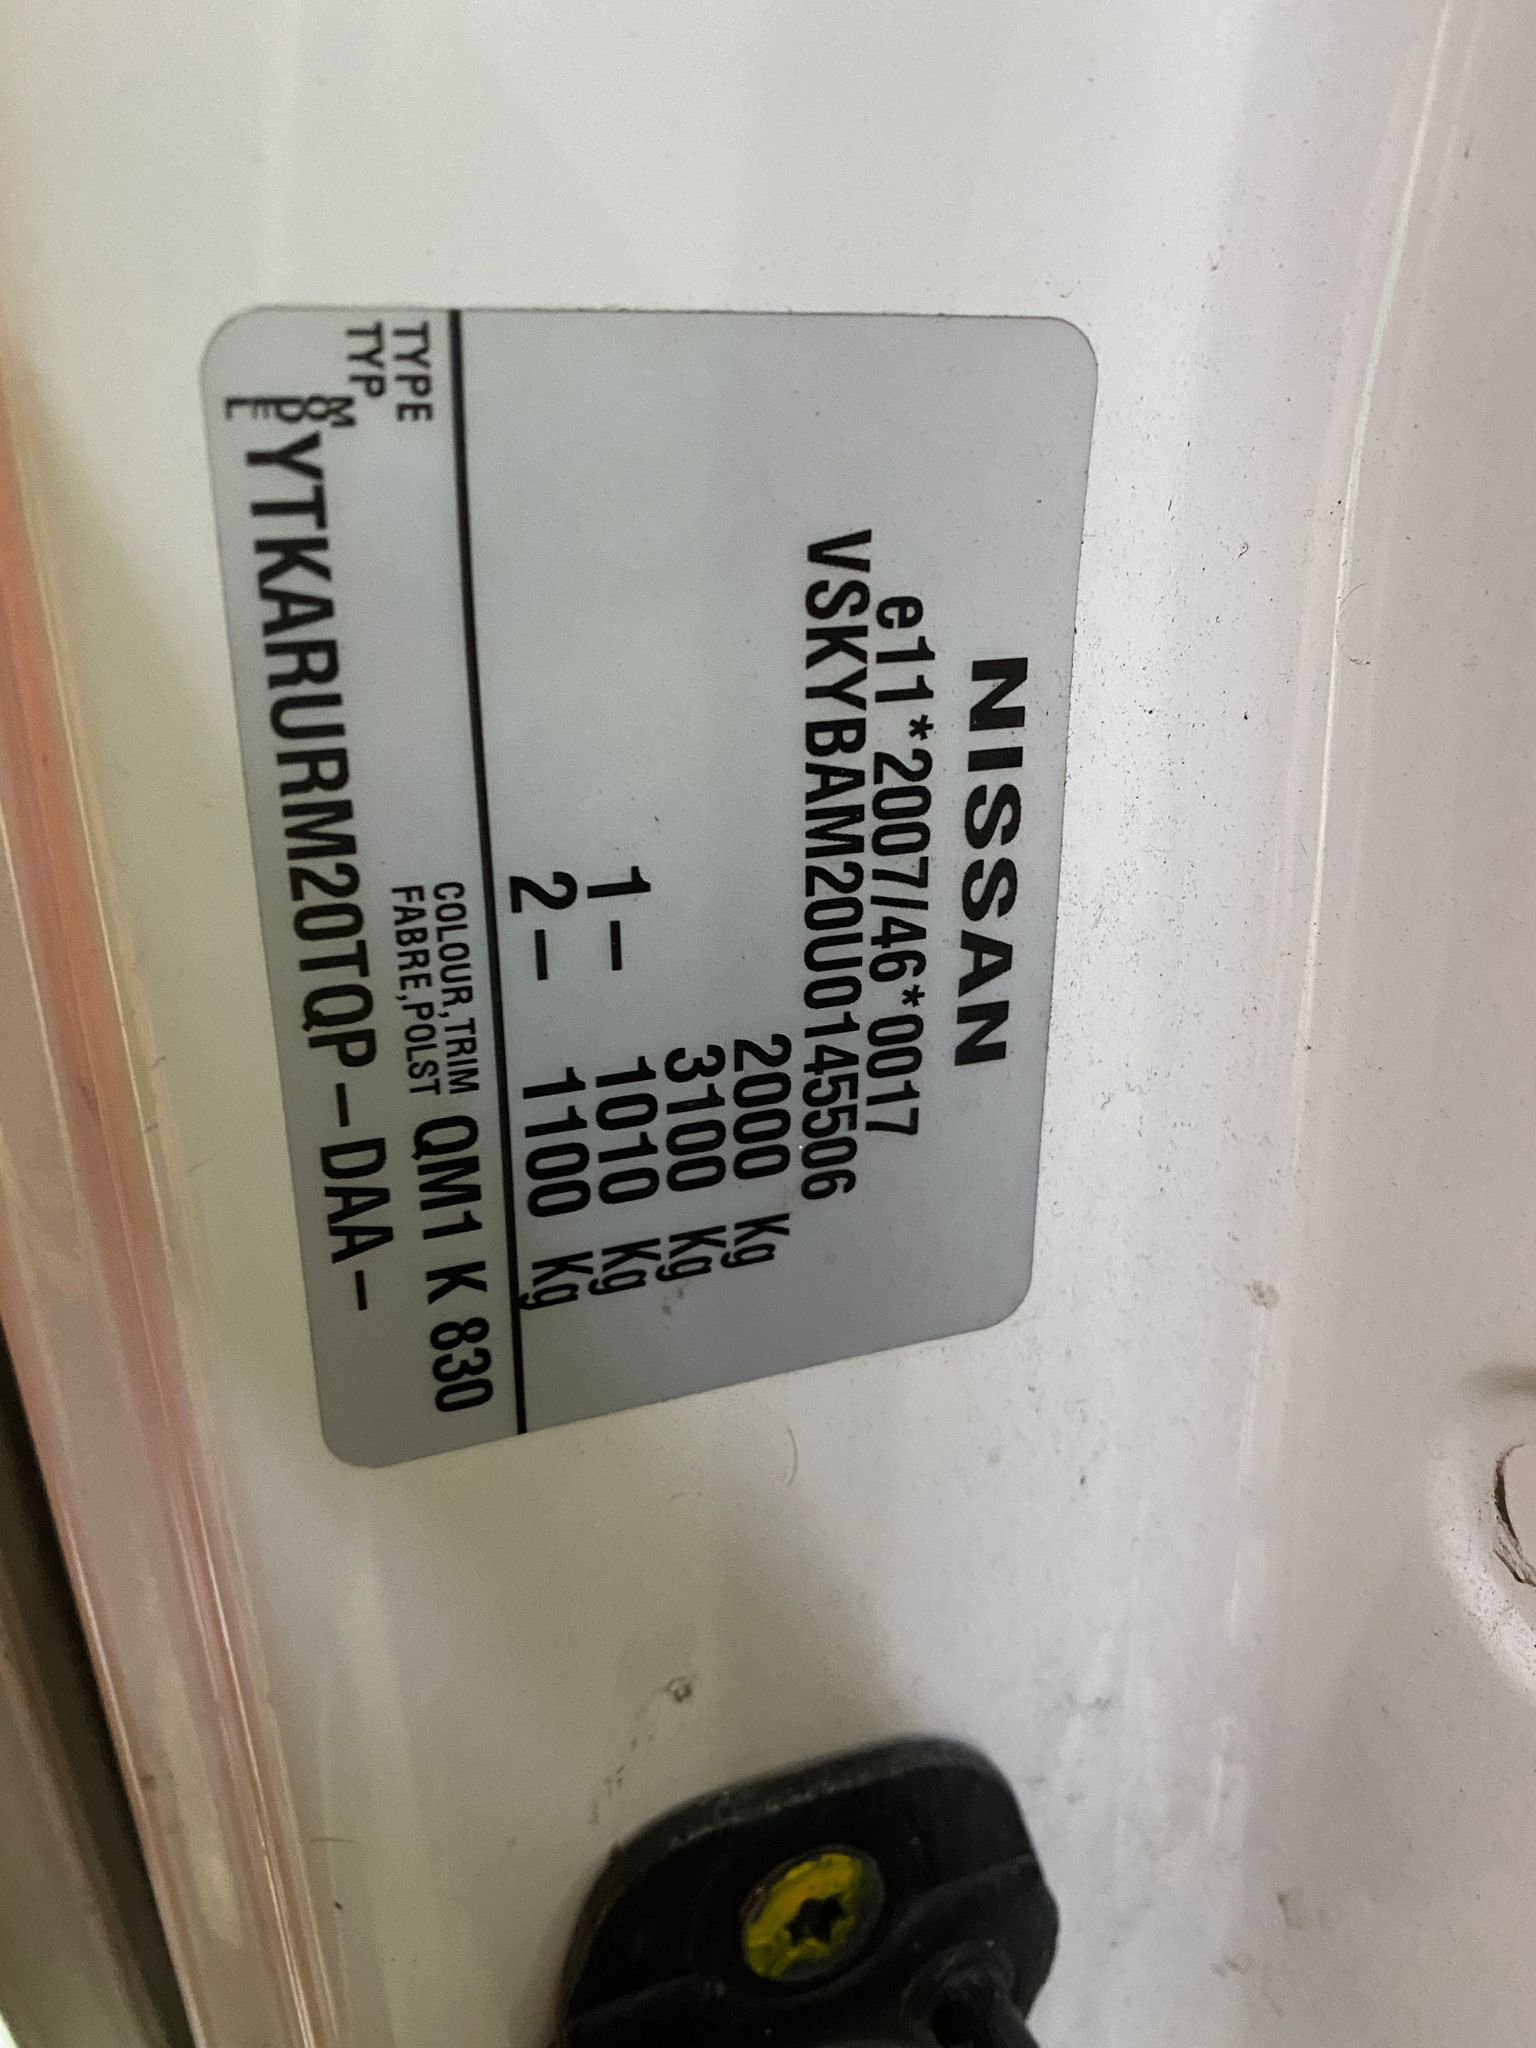 NISSAN
e11*2007/46*0017
VSKYBAM20U0145506
2000 Kg
3100 Kg
1- 1010 Kg
2- 1100 Kg
TYPE
TYP
COLOUR,TRIM
FABRE,POLST
QM1 K 830
MODEL
YTKARURM20TQP-DAA-